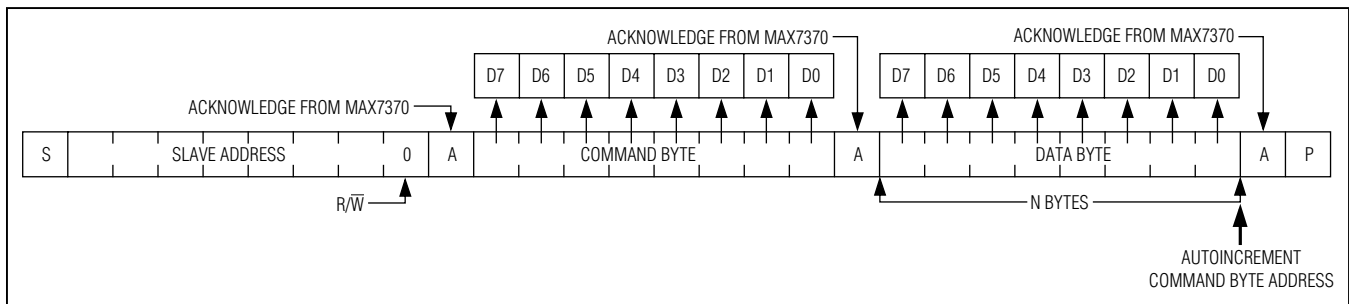 ACKNOWLEDGE FROM MAX7370
ACKNOWLEDGE FROM MAX7370
D7 D6 D5 D4 D3 D2 D1 D0
D7 D6 D5 D4 D3 D2 D1 D0
ACKNOWLEDGE FROM MAX7370
S SLAVE ADDRESS 0 A COMMAND BYTE A DATA BYTE A P
R/W̅
N BYTES
AUTOINCREMENT
COMMAND BYTE ADDRESS